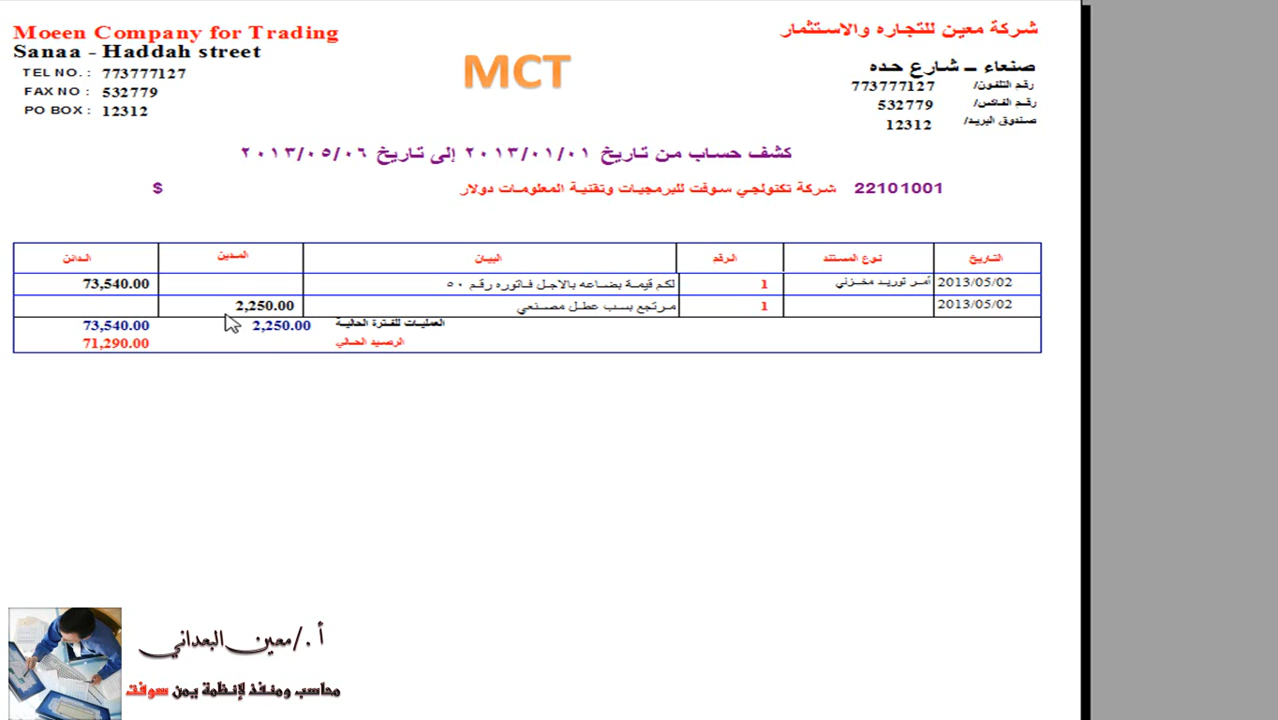 Moeen Company for Trading
Sanaa - Haddah street
TEL NO. : 773777127
FAX NO : 532779
PO BOX : 12312
MCT
شركة معين للتجاره والاستثمار
صنعاء – شارع حده
رقم التلفون/ 773777127
رقم الفاكس/ 532779
صندوق البريد/ 12312
كشف حساب من تاريخ ٢٠١٣/٠١/٠١ إلى تاريخ ٢٠١٣/٠٥/٠٦
22101001 شركة تكنولجي سوفت للبرمجيات وتقنية المعلومات دولار $
التاريخ نوع المستند الرقم البيان المدين الدائن
2013/05/02 أمر توريد مخزني 1 لكم قيمة بضاعه بالاجل فاتوره رقم ٥٠ 73,540.00
2013/05/02 1 مرتجع بسب عطل مصنعي 2,250.00
العمليات للفترة الحالية 2,250.00 73,540.00
الرصيد الحالي 71,290.00
أ./معين البعداني
محاسب ومنفذ لإنظمة يمن سوفت